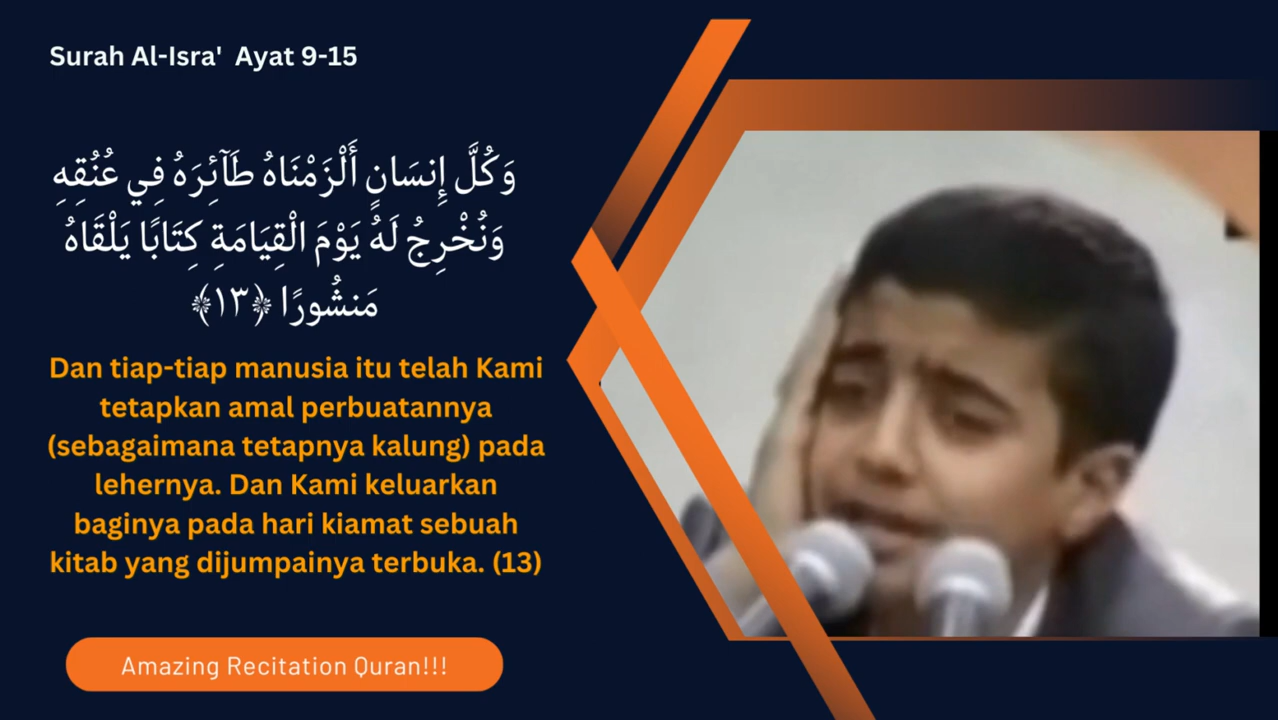 Surah Al-Isra' Ayat 9-15
وَكُلَّ إِنسَانٍ أَلْزَمْنَاهُ طَآئِرَهُ فِي عُنُقِهِ
وَنُخْرِجُ لَهُ يَوْمَ الْقِيَامَةِ كِتَابًا يَلْقَاهُ
مَنشُورًا ﴿١٣﴾
Dan tiap-tiap manusia itu telah Kami
tetapkan amal perbuatannya
(sebagaimana tetapnya kalung) pada
lehernya. Dan Kami keluarkan
baginya pada hari kiamat sebuah
kitab yang dijumpainya terbuka. (13)
Amazing Recitation Quran!!!